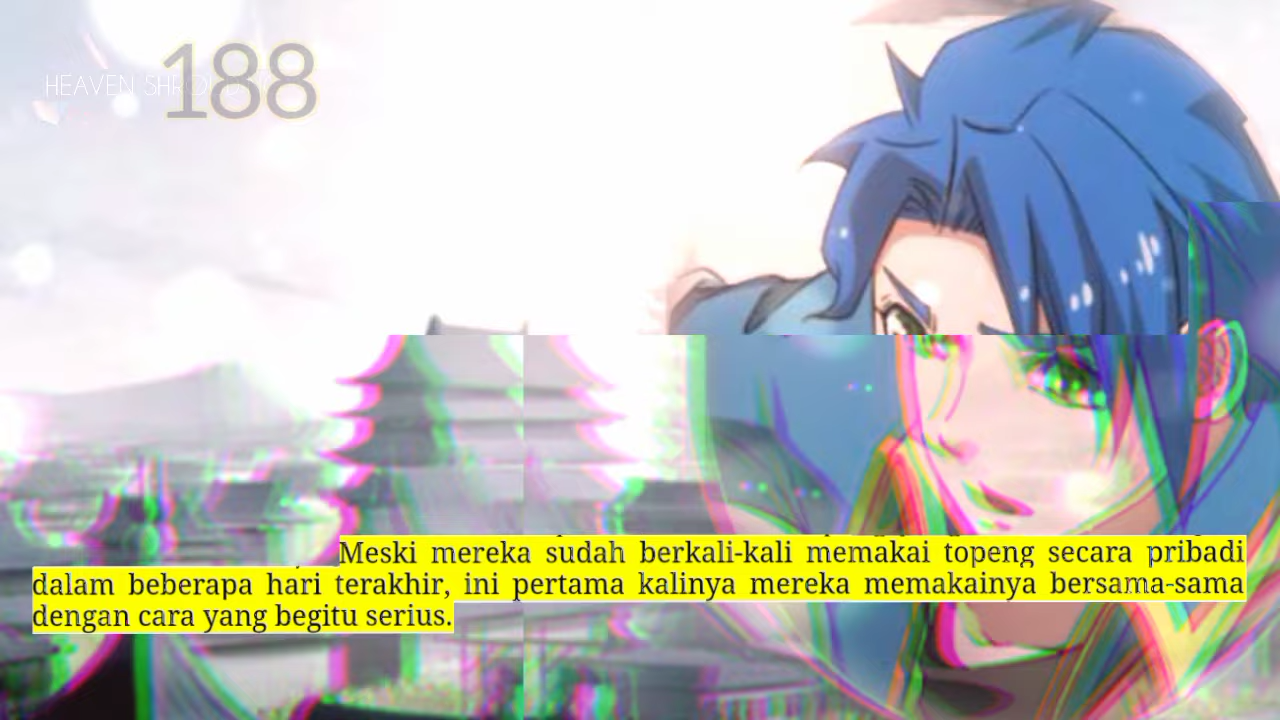 188
HEAVEN
Meski mereka sudah berkali-kali memakai topeng secara pribadi
dalam beberapa hari terakhir, ini pertama kalinya mereka memakainya bersama-sama
dengan cara yang begitu serius.